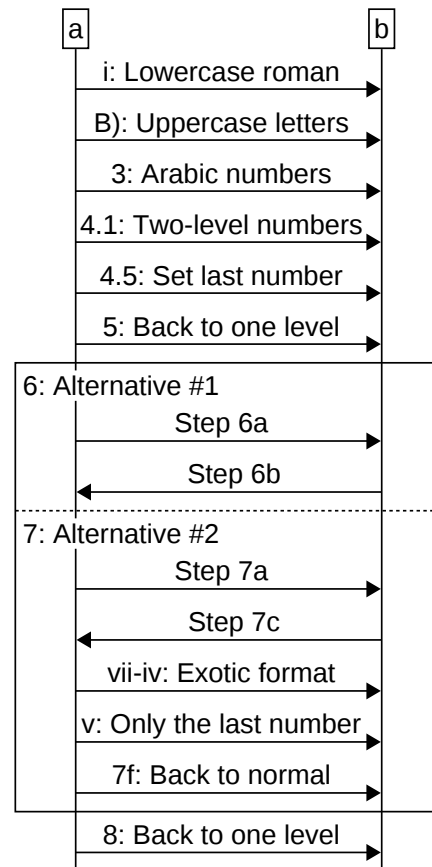 a b
i: Lowercase roman
B): Uppercase letters
3: Arabic numbers
4.1: Two-level numbers
4.5: Set last number
5: Back to one level
6: Alternative #1
Step 6a
Step 6b
7: Alternative #2
Step 7a
Step 7c
vii-iv: Exotic format
v: Only the last number
7f: Back to normal
8: Back to one level